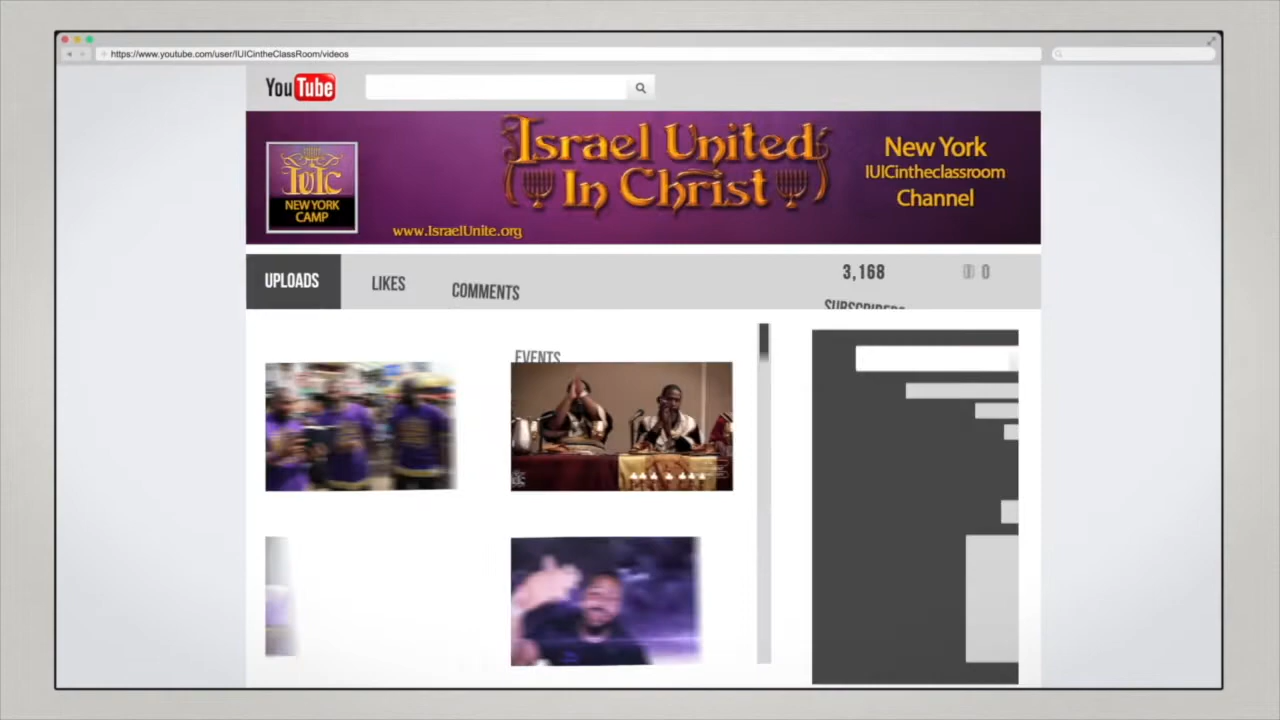 https://www.youtube.com/user/IUICintheClassRoom/videos
YouTube
Israel United
In Christ
IUIC
NEW YORK
CAMP
www.IsraelUnite.org
New York
IUICintheclassroom
Channel
UPLOADS
LIKES
COMMENTS
EVENTS
3,168
0
SUBSCRIBERS